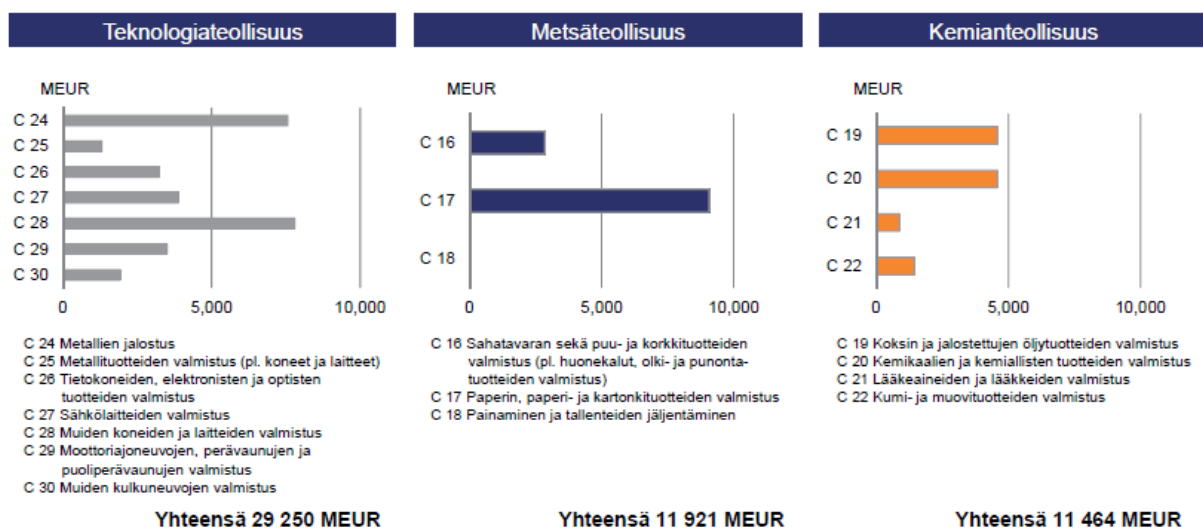 Teknologiateollisuus
MEUR
C 24
C 25
C 26
C 27
C 28
C 29
C 30
0 5,000 10,000
C 24 Metallien jalostus
C 25 Metallituotteiden valmistus (pl. koneet ja laitteet)
C 26 Tietokoneiden, elektronisten ja optisten
tuotteiden valmistus
C 27 Sähkölaitteiden valmistus
C 28 Muiden koneiden ja laitteiden valmistus
C 29 Moottoriajoneuvojen, perävaunujen ja
puoliperävaunujen valmistus
C 30 Muiden kulkuneuvojen valmistus
Yhteensä 29 250 MEUR
Metsäteollisuus
MEUR
C 16
C 17
C 18
0 5,000 10,000
C 16 Sahatavaran sekä puu- ja korkkituotteiden
valmistus (pl. huonekalut, olki- ja punonta-
tuotteiden valmistus)
C 17 Paperin, paperi- ja kartonkituotteiden valmistus
C 18 Painaminen ja tallenteiden jäljentäminen
Yhteensä 11 921 MEUR
Kemianteollisuus
MEUR
C 19
C 20
C 21
C 22
0 5,000 10,000
C 19 Koksin ja jalostettujen öljytuotteiden valmistus
C 20 Kemikaalien ja kemiallisten tuotteiden valmistus
C 21 Lääkeaineiden ja lääkkeiden valmistus
C 22 Kumi- ja muovituotteiden valmistus
Yhteensä 11 464 MEUR